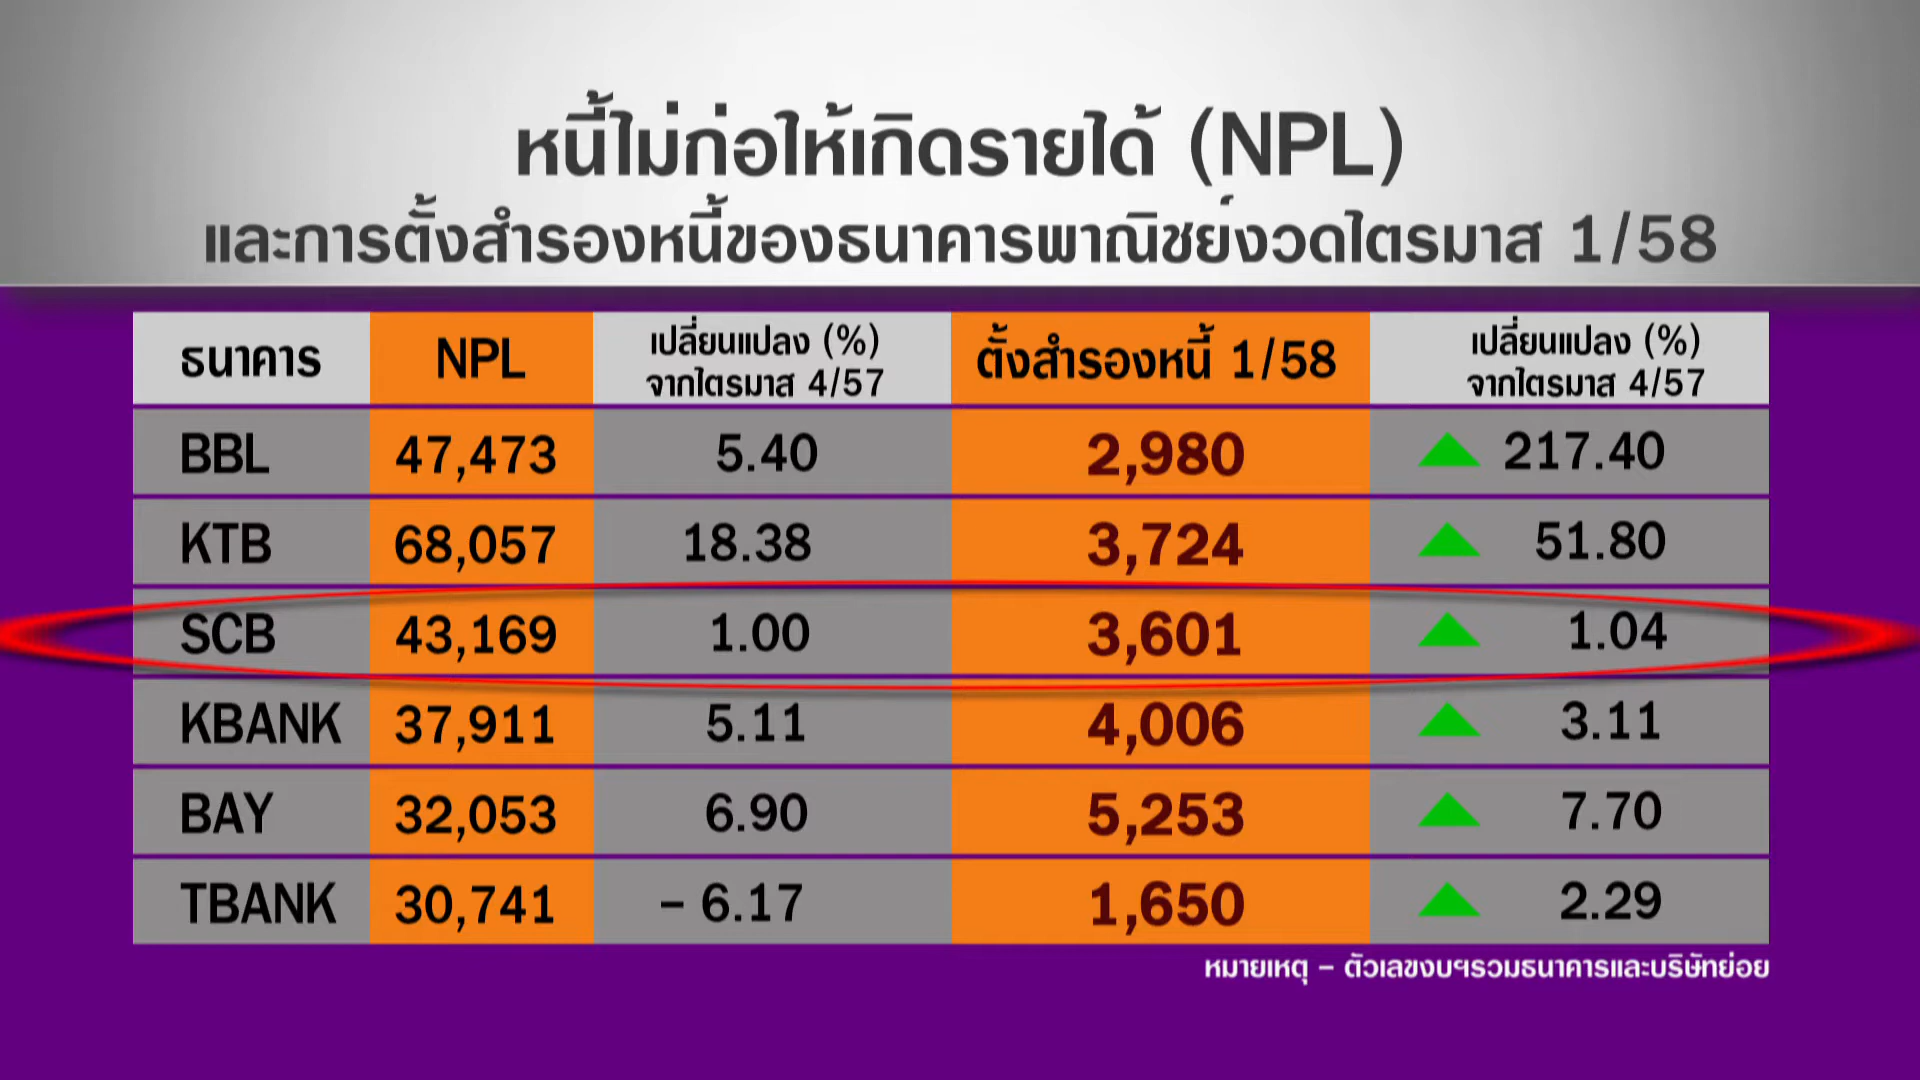 หนี้ไม่ก่อให้เกิดรายได้ (NPL)
และการตั้งสำรองหนี้ของธนาคารพาณิชย์งวดไตรมาส 1/58
ธนาคาร NPL เปลี่ยนแปลง (%) จากไตรมาส 4/57 ตั้งสำรองหนี้ 1/58 เปลี่ยนแปลง (%) จากไตรมาส 4/57
BBL 47,473 5.40 2,980 217.40
KTB 68,057 18.38 3,724 51.80
SCB 43,169 1.00 3,601 1.04
KBANK 37,911 5.11 4,006 3.11
BAY 32,053 6.90 5,253 7.70
TBANK 30,741 – 6.17 1,650 2.29
หมายเหตุ – ตัวเลขงบฯรวมธนาคารและบริษัทย่อย